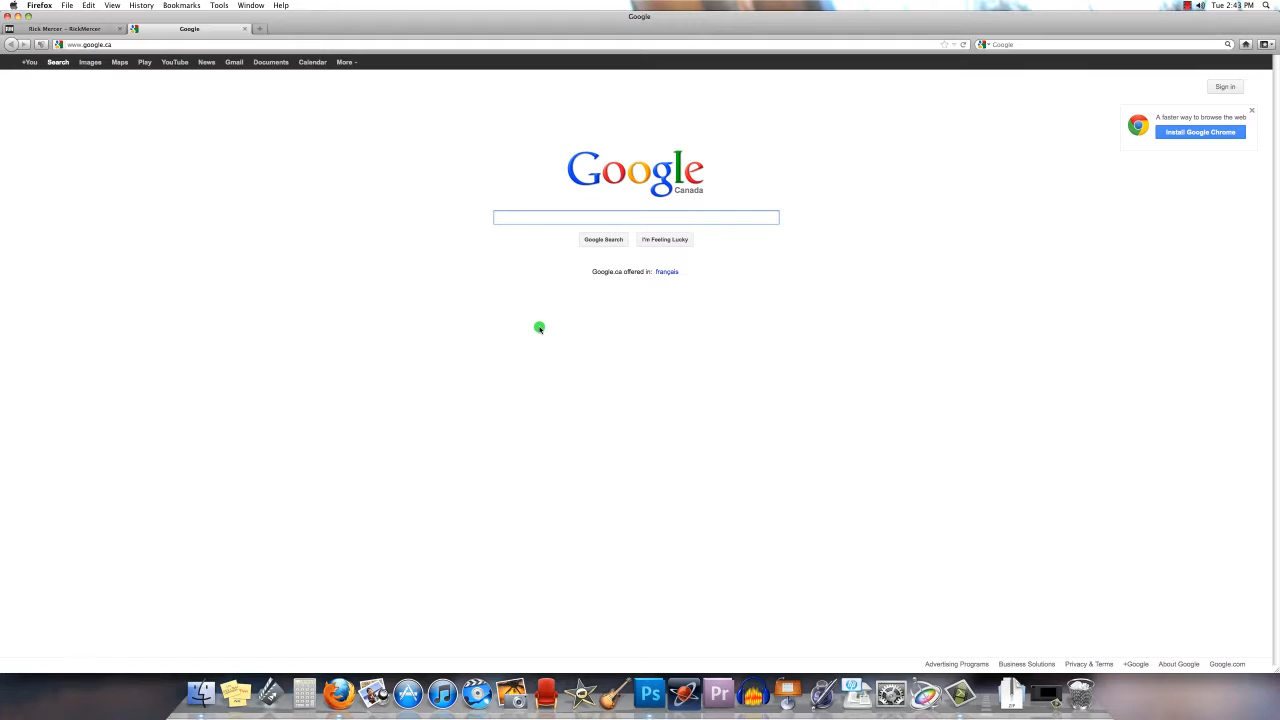 Firefox File Edit View History Bookmarks Tools Window Help Tue 2:43 PM
Google
Rick Mercer – RickMercer Google
www.google.ca Google
+You Search Images Maps Play YouTube News Gmail Documents Calendar More
Sign in
A faster way to browse the web
Install Google Chrome
Google
Canada
Google Search I'm Feeling Lucky
Google.ca offered in: français
Advertising Programs Business Solutions Privacy & Terms +Google About Google Google.com
Ps Pr
ZIP